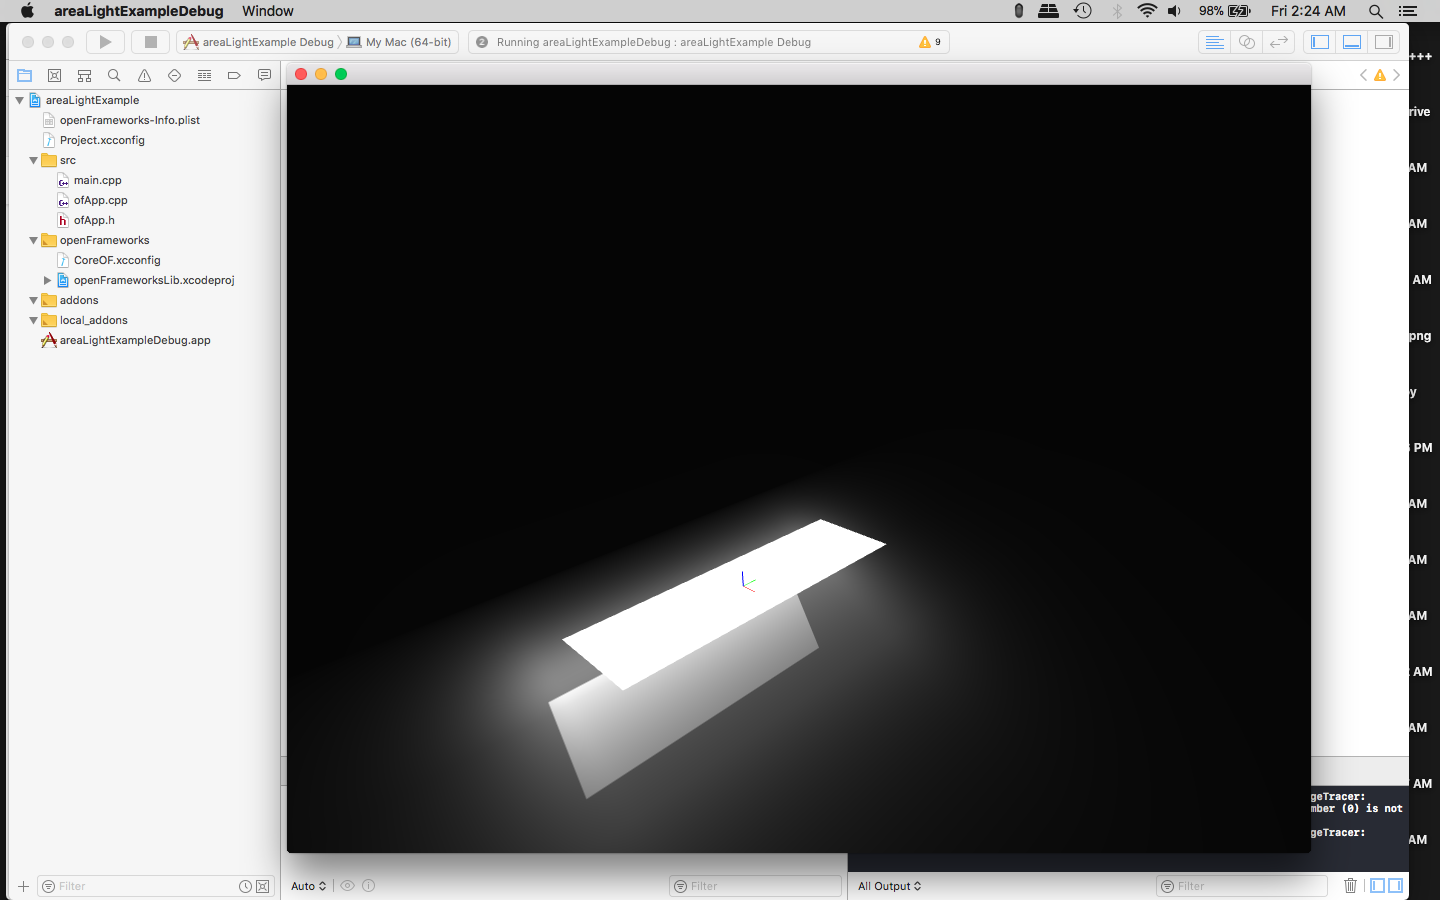 areaLightExampleDebug Window 98% Fri 2:24 AM
areaLightExample Debug My Mac (64-bit) 2 Running areaLightExampleDebug : areaLightExample Debug 9
+++
areaLightExample
rive
openFrameworks-Info.plist
Project.xcconfig
src
AM
main.cpp
ofApp.cpp
h ofApp.h
AM
openFrameworks
CoreOF.xcconfig
openFrameworksLib.xcodeproj
AM
addons
local_addons
areaLightExampleDebug.app
png
y
PM
AM
AM
AM
AM
AM
AM
geTracer:
mber (0) is not
geTracer:
AM
Filter
Auto
Filter
All Output
Filter